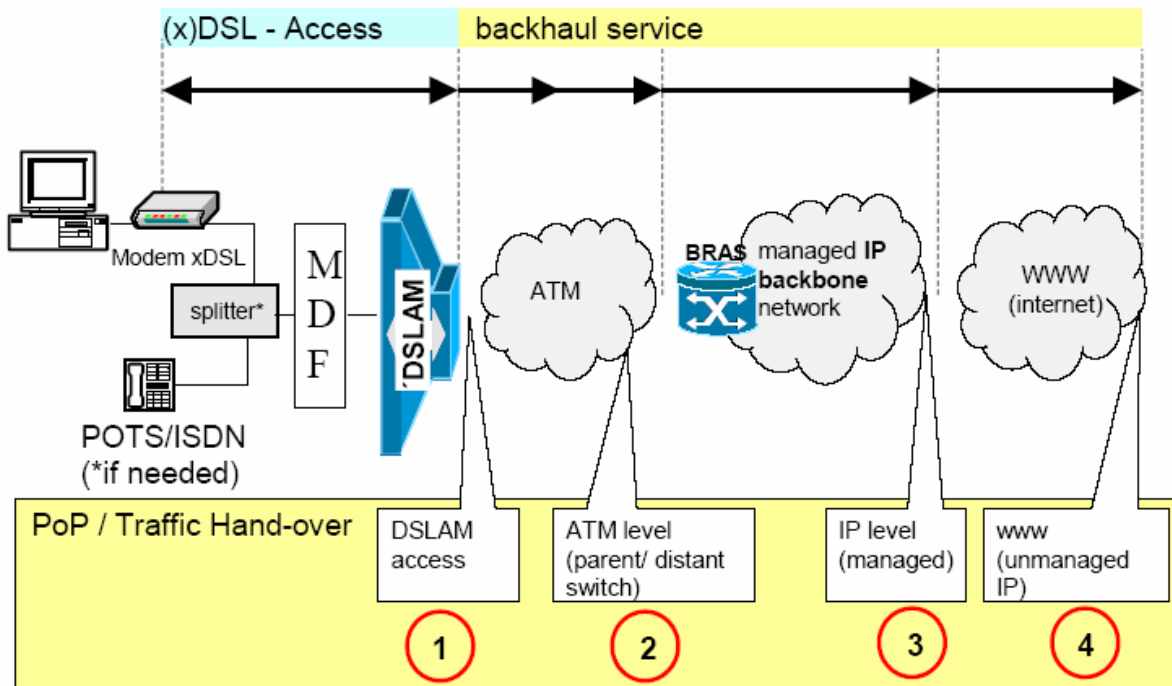 (x)DSL - Access
backhaul service
Modem xDSL
splitter*
M
D
F
´DSLAM
ATM
BRAS
managed IP
backbone
network
WWW
(internet)
POTS/ISDN
(*if needed)
PoP / Traffic Hand-over
DSLAM
access
ATM level
(parent/ distant
switch)
IP level
(managed)
www
(unmanaged
IP)
1
2
3
4